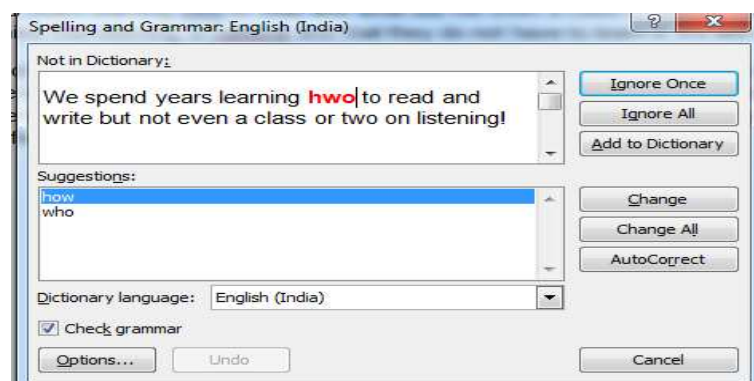 Spelling and Grammar: English (India)
Not in Dictionary:
We spend years learning hwo to read and
write but not even a class or two on listening!
Ignore Once
Ignore All
Add to Dictionary
Suggestions:
how
who
Change
Change All
AutoCorrect
Dictionary language: English (India)
Check grammar
Options... Undo Cancel